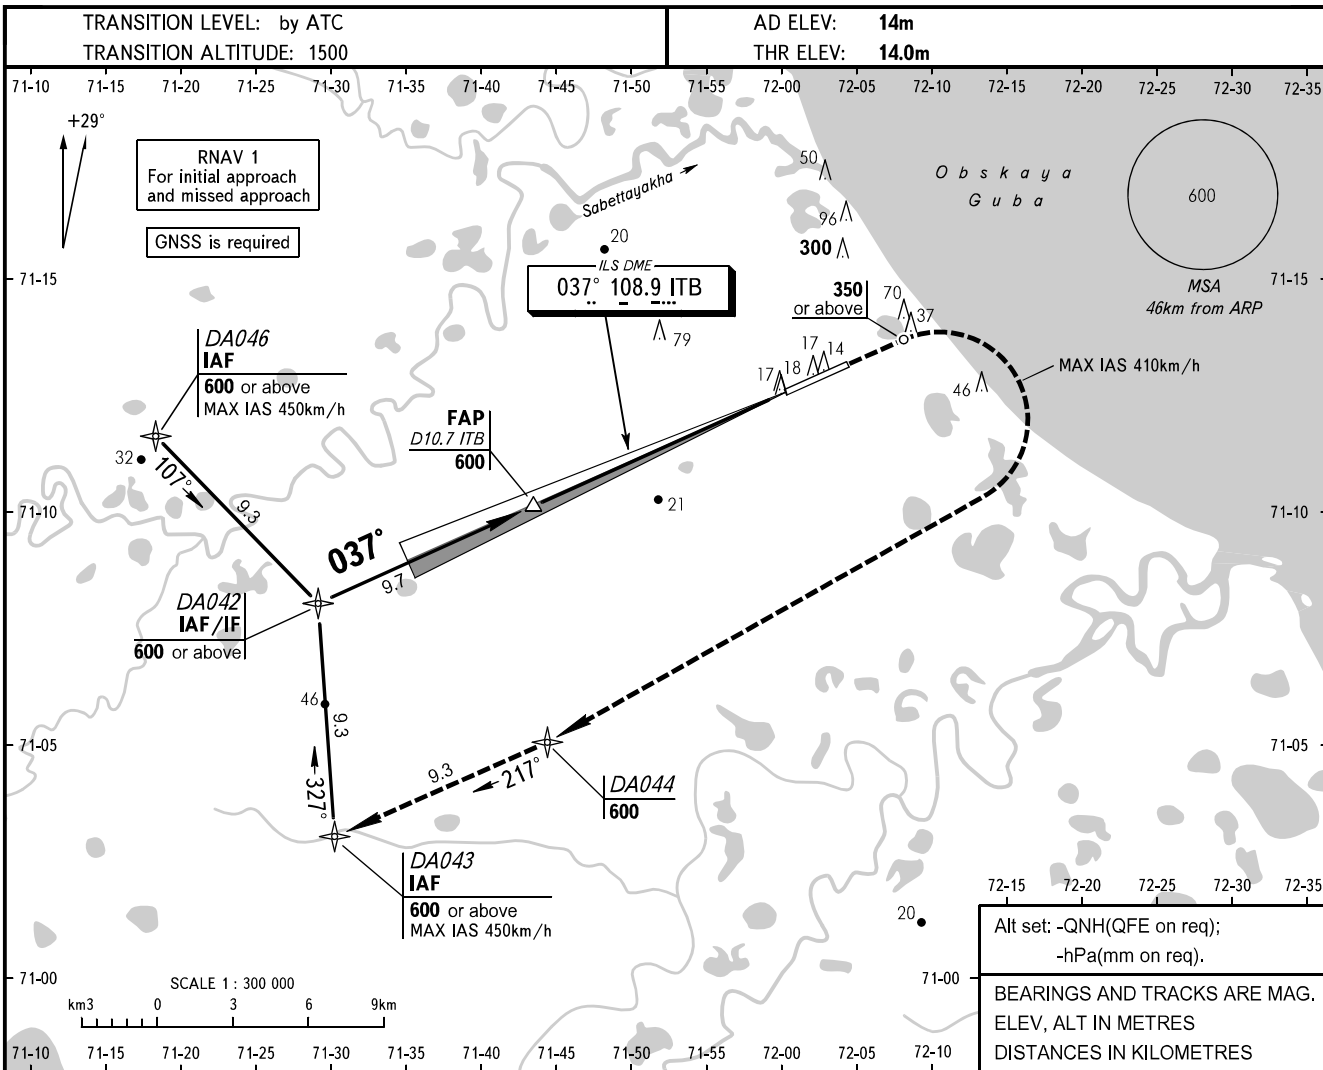 TRANSITION LEVEL: by ATC
TRANSITION ALTITUDE: 1500
AD ELEV: 14m
THR ELEV: 14.0m
71-10 71-15 71-20 71-25 71-30 71-35 71-40 71-45 71-50 71-55 72-00 72-05 72-10 72-15 72-20 72-25 72-30 72-35
+29°
RNAV 1
For initial approach
and missed approach
GNSS is required
Sabettayakha
20
50
96
300
Obskaya
Guba
600
MSA
46km from ARP
71-15
71-15
ILS DME
037° 108.9 ITB
79
350
or above
70
37
MAX IAS 410km/h
46
17
18
17
14
DA046
IAF
600 or above
MAX IAS 450km/h
32
107°
9.3
FAP
D10.7 ITB
600
21
71-10
71-10
037°
9.7
DA042
IAF/IF
600 or above
46
9.3
327°
71-05
71-05
9.3
217°
DA044
600
DA043
IAF
600 or above
MAX IAS 450km/h
20
72-15 72-20 72-25 72-30 72-35
Alt set: -QNH(QFE on req);
-hPa(mm on req).
71-00
71-00
SCALE 1 : 300 000
km3 0 3 6 9km
BEARINGS AND TRACKS ARE MAG.
ELEV, ALT IN METRES
DISTANCES IN KILOMETRES
71-10 71-15 71-20 71-25 71-30 71-35 71-40 71-45 71-50 71-55 72-00 72-05 72-10